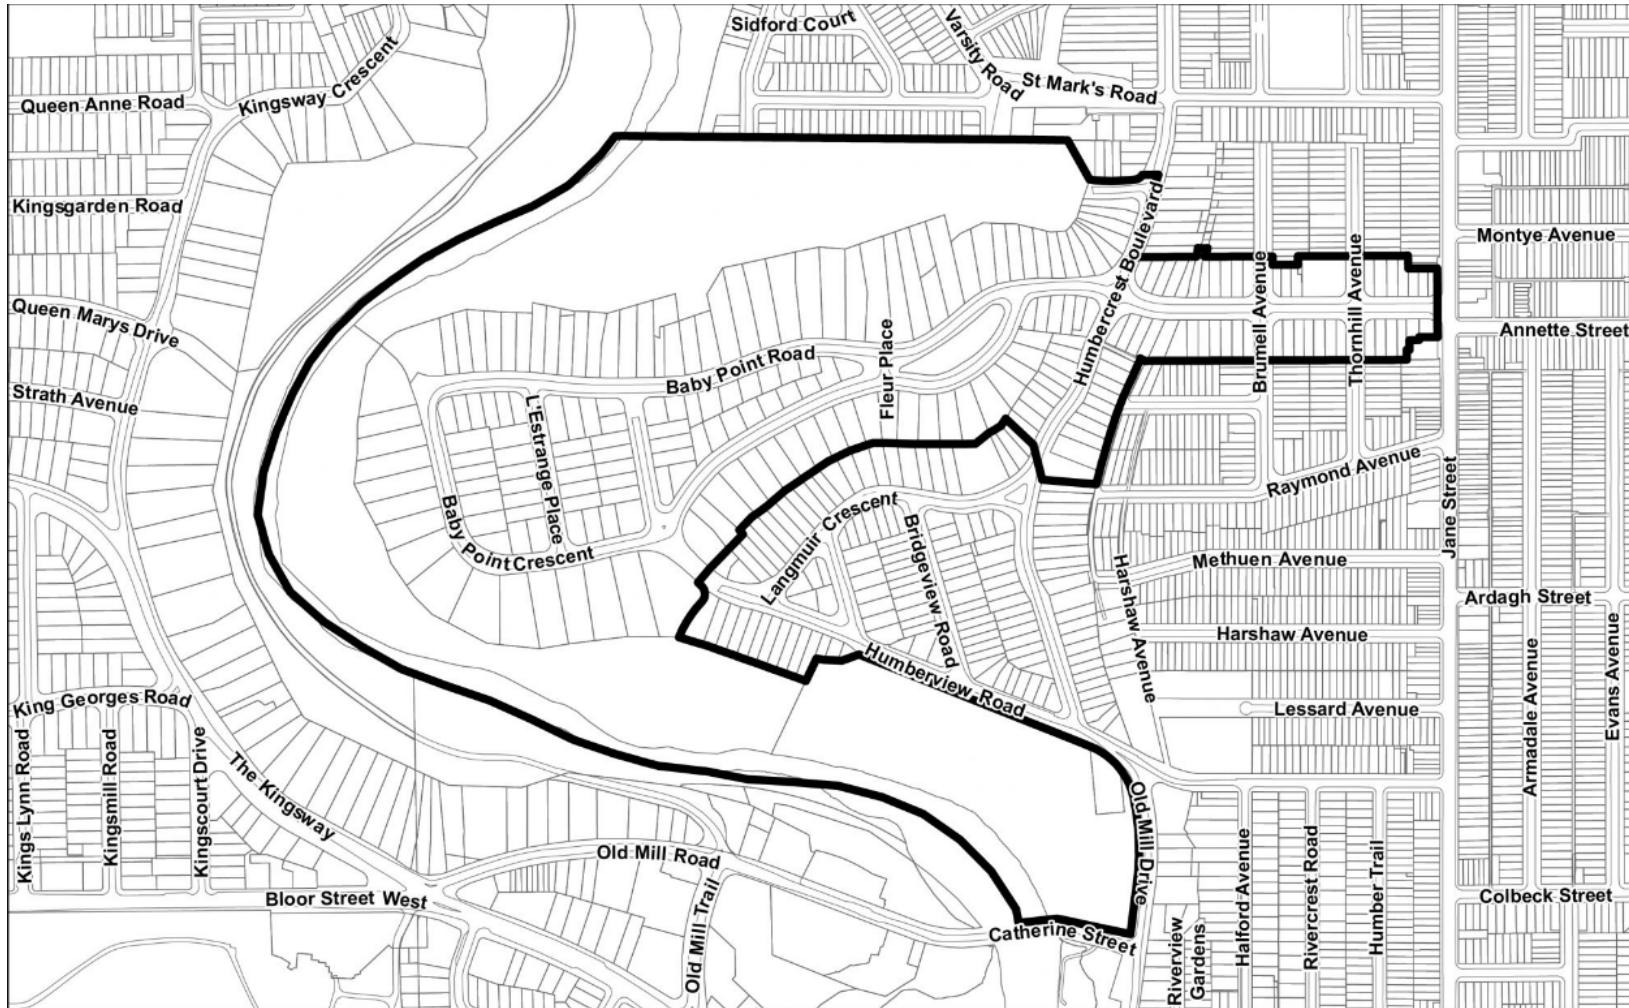 Sidford Court
Varsity Road
St Mark's Road
Queen Anne Road
Kingsway Crescent
Kingsgarden Road
Humbercrest Boulevard
Montye Avenue
Brumell Avenue
Thornhill Avenue
Queen Marys Drive
Annette Street
Fleur Place
Baby Point Road
Strath Avenue
L'Estrange Place
Raymond Avenue
Jane Street
Baby Point Crescent
Langmuir Crescent
Bridgeview Road
Methuen Avenue
Harshaw Avenue
Ardagh Street
Harshaw Avenue
Armadale Avenue
Evans Avenue
Humberview Road
King Georges Road
Lessard Avenue
Kings Lynn Road
Kingsmill Road
Kingscourt Drive
The Kingsway
Old Mill Drive
Old Mill Road
Halford Avenue
Rivercrest Road
Humber Trail
Bloor Street West
Old Mill Trail
Colbeck Street
Catherine Street
Riverview
Gardens